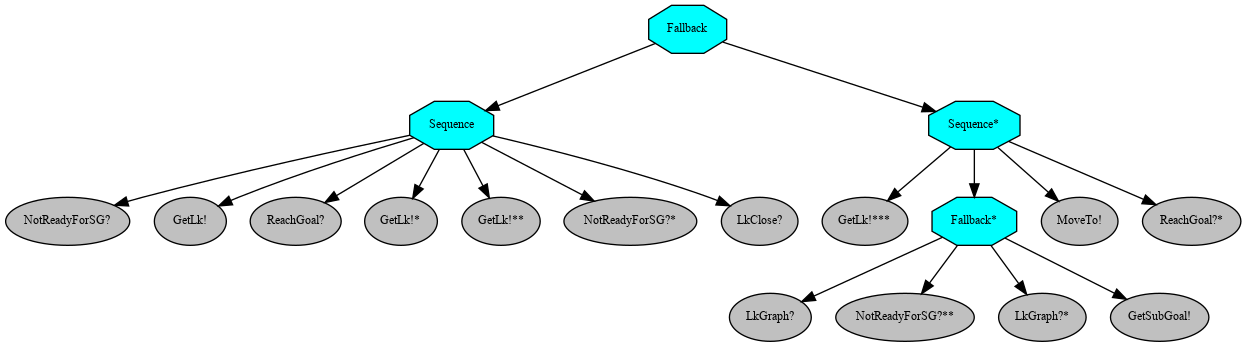 Fallback
Sequence
Sequence*
NotReadyForSG?
GetLk!
ReachGoal?
GetLk!*
GetLk!**
NotReadyForSG?*
LkClose?
GetLk!***
Fallback*
MoveTo!
ReachGoal?*
LkGraph?
NotReadyForSG?**
LkGraph?*
GetSubGoal!